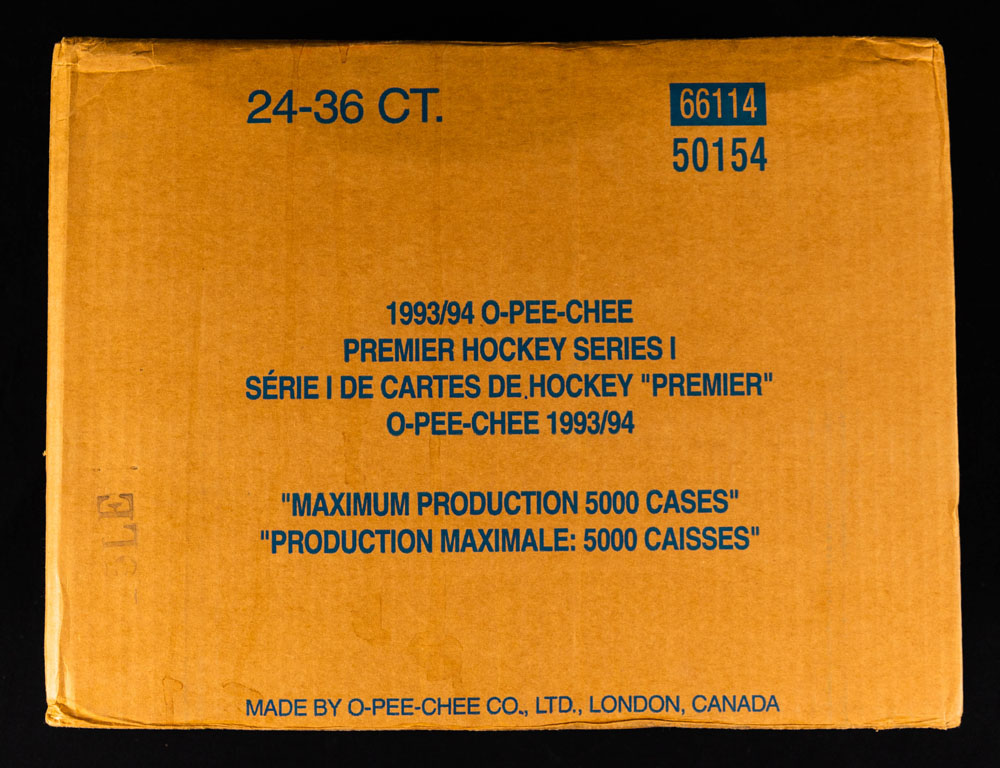 24-36 CT.
66114
50154
1993/94 O-PEE-CHEE
PREMIER HOCKEY SERIES I
SÉRIE I DE CARTES DE HOCKEY "PREMIER"
O-PEE-CHEE 1993/94
"MAXIMUM PRODUCTION 5000 CASES"
"PRODUCTION MAXIMALE: 5000 CAISSES"
MADE BY O-PEE-CHEE CO., LTD., LONDON, CANADA